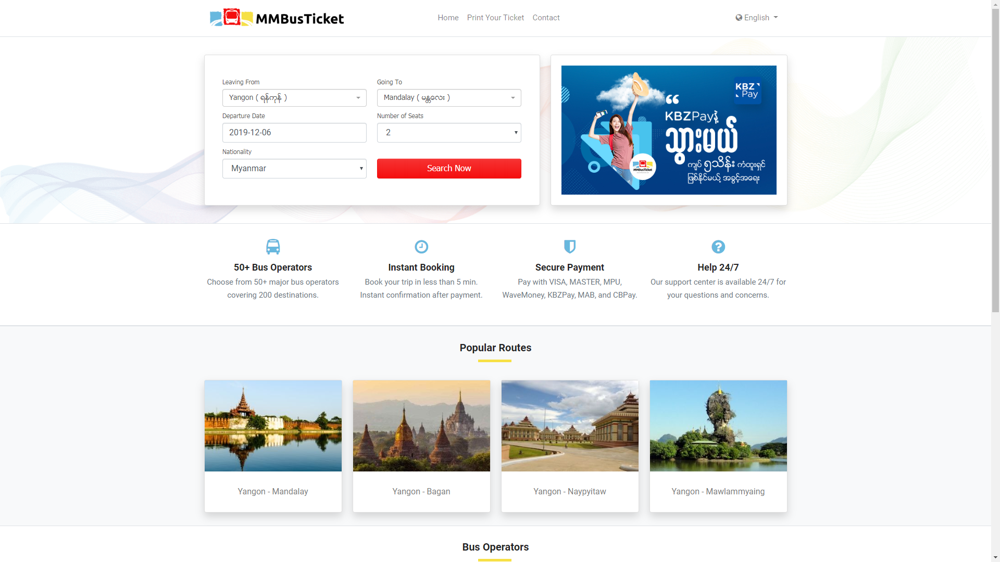 MMBusTicket
Home
Print Your Ticket
Contact
English
Leaving From
Going To
Yangon ( ရန်ကုန် )
Mandalay ( မန္တလေး )
Departure Date
Number of Seats
2019-12-06
2
Nationality
Myanmar
Search Now
KBZ
Pay
“
KBZPayနဲ့
သွားမယ်
ကျပ် ၅သိန်း ကံထူးရှင်
ဖြစ်နိုင်မယ့် အခွင့်အရေး
MMBusTicket
50+ Bus Operators
Choose from 50+ major bus operators
covering 200 destinations.
Instant Booking
Book your trip in less than 5 min.
Instant confirmation after payment.
Secure Payment
Pay with VISA, MASTER, MPU,
WaveMoney, KBZPay, MAB, and CBPay.
Help 24/7
Our support center is available 24/7 for
your questions and concerns.
Popular Routes
Yangon - Mandalay
Yangon - Bagan
Yangon - Naypyitaw
Yangon - Mawlammyaing
Bus Operators